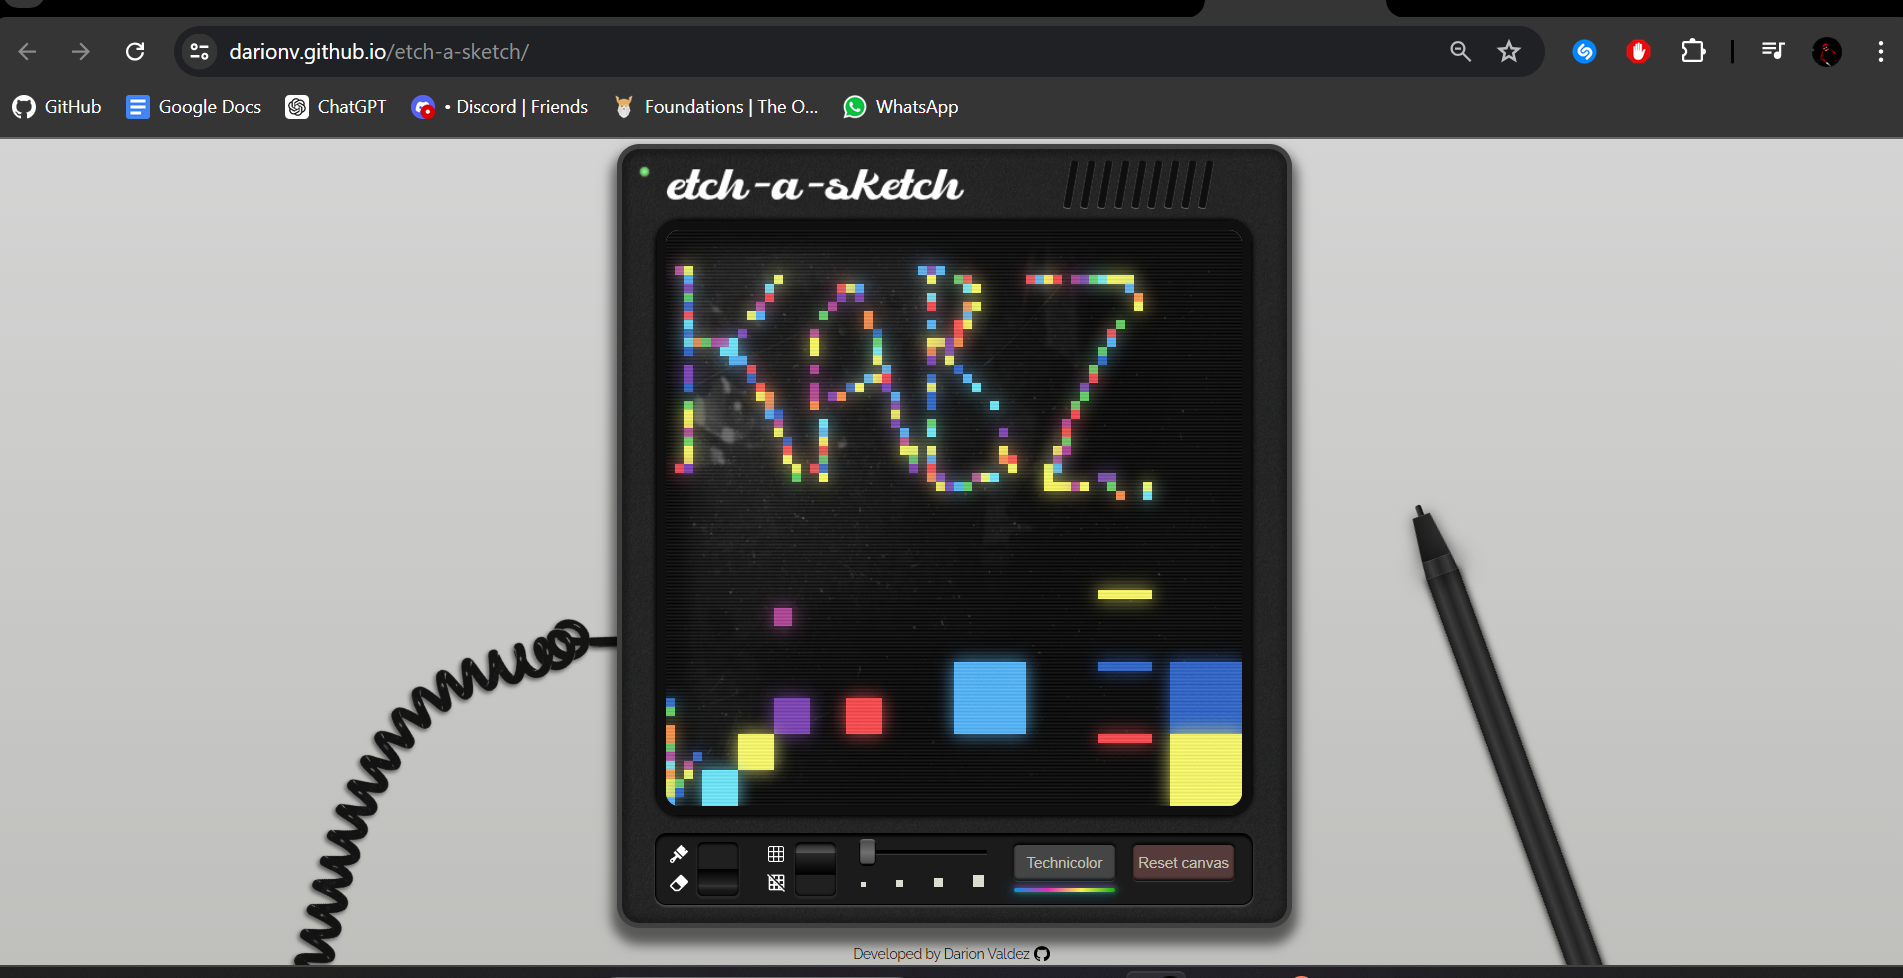 darionv.github.io/etch-a-sketch/
GitHub
Google Docs
ChatGPT
• Discord | Friends
Foundations | The O...
WhatsApp
etch-a-sketch
KARZ
Technicolor
Reset canvas
Developed by Darion Valdez